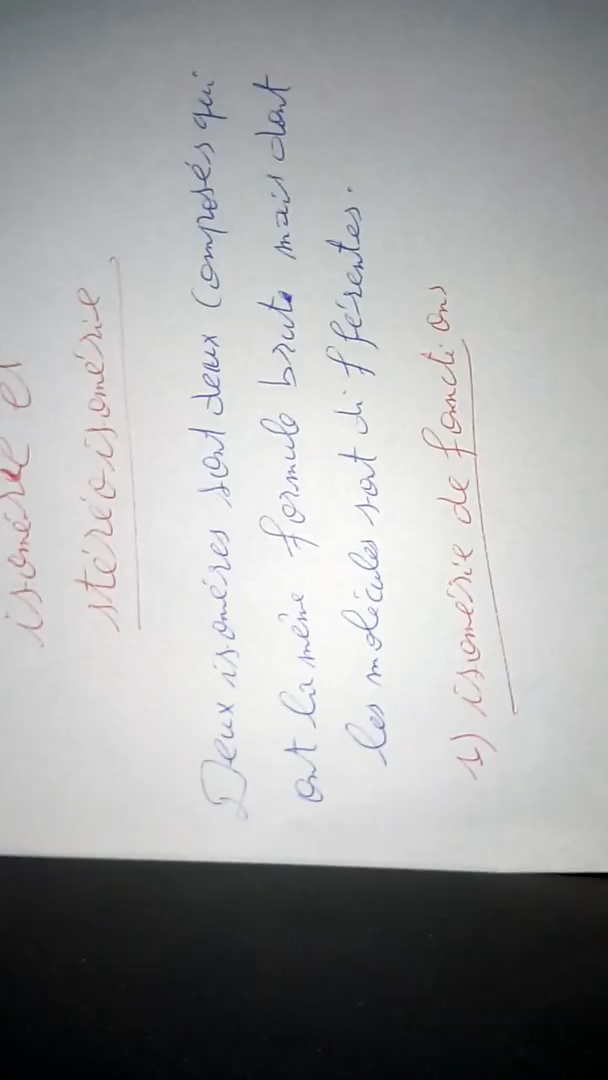 isomérie et
stéréoisomérie
Deux isoméres sont deux composés qui
ont la même formule brute mais dont
les molécules sont différentes.
1) isomérie de fonctions